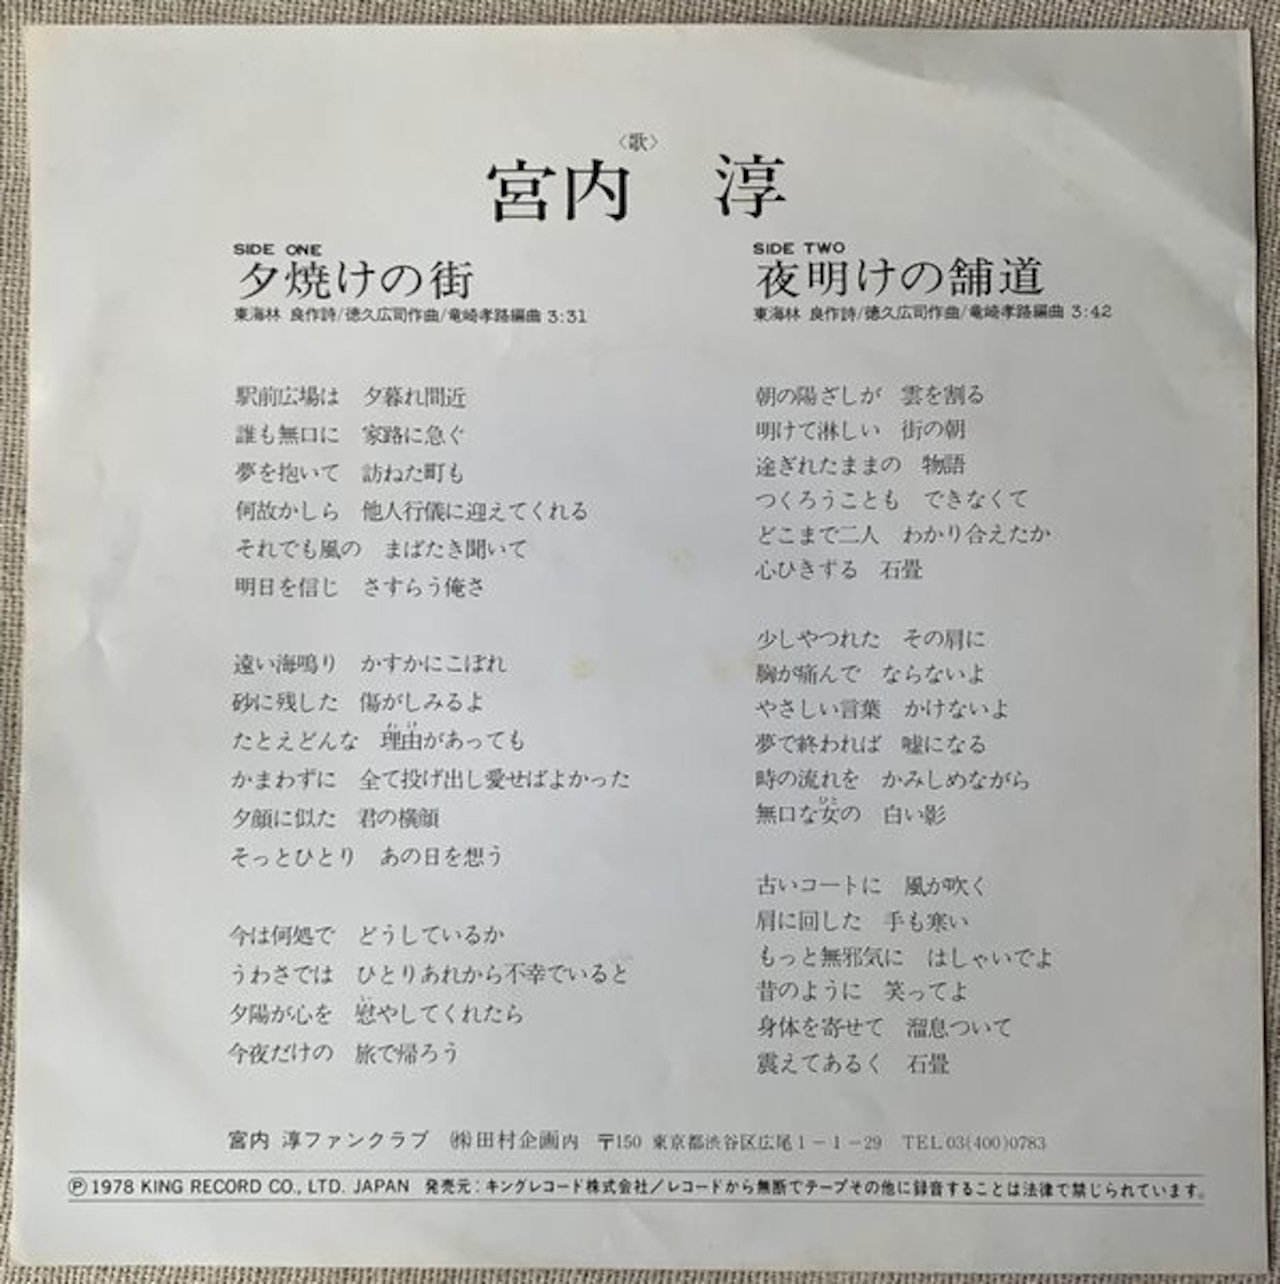 〈歌〉
宮内 淳
SIDE ONE
夕焼けの街
東海林 良作詩/徳久広司作曲/竜崎孝路編曲 3:31
駅前広場は 夕暮れ間近
誰も無口に 家路に急ぐ
夢を抱いて 訪ねた町も
何故かしら 他人行儀に迎えてくれる
それでも風の まばたき聞いて
明日を信じ さすらう俺さ
遠い海鳴り かすかにこぼれ
砂に残した 傷がしみるよ
たとえどんな 理由があっても
かまわずに 全て投げ出し愛せばよかった
夕顔に似た 君の横顔
そっとひとり あの日を想う
今は何処で どうしているか
うわさでは ひとりあれから不幸でいると
夕陽が心を 慰やしてくれたら
今夜だけの 旅で帰ろう
SIDE TWO
夜明けの舗道
東海林 良作詩/徳久広司作曲/竜崎孝路編曲 3:42
朝の陽ざしが 雲を割る
明けて淋しい 街の朝
途ぎれたままの 物語
つくろうことも できなくて
どこまで二人 わかり合えたか
心ひきずる 石畳
少しやつれた その肩に
胸が痛んで ならないよ
やさしい言葉 かけないよ
夢で終われば 嘘になる
時の流れを かみしめながら
無口な女の 白い影
古いコートに 風が吹く
肩に回した 手も寒い
もっと無邪気に はしゃいでよ
昔のように 笑ってよ
身体を寄せて 溜息ついて
震えてあるく 石畳
宮内 淳ファンクラブ ㈱田村企画内 〒150 東京都渋谷区広尾1－1－29 TEL 03(400)0783
Ⓟ1978 KING RECORD CO., LTD. JAPAN 発売元：キングレコード株式会社／レコードから無断でテープその他に録音することは法律で禁じられています。